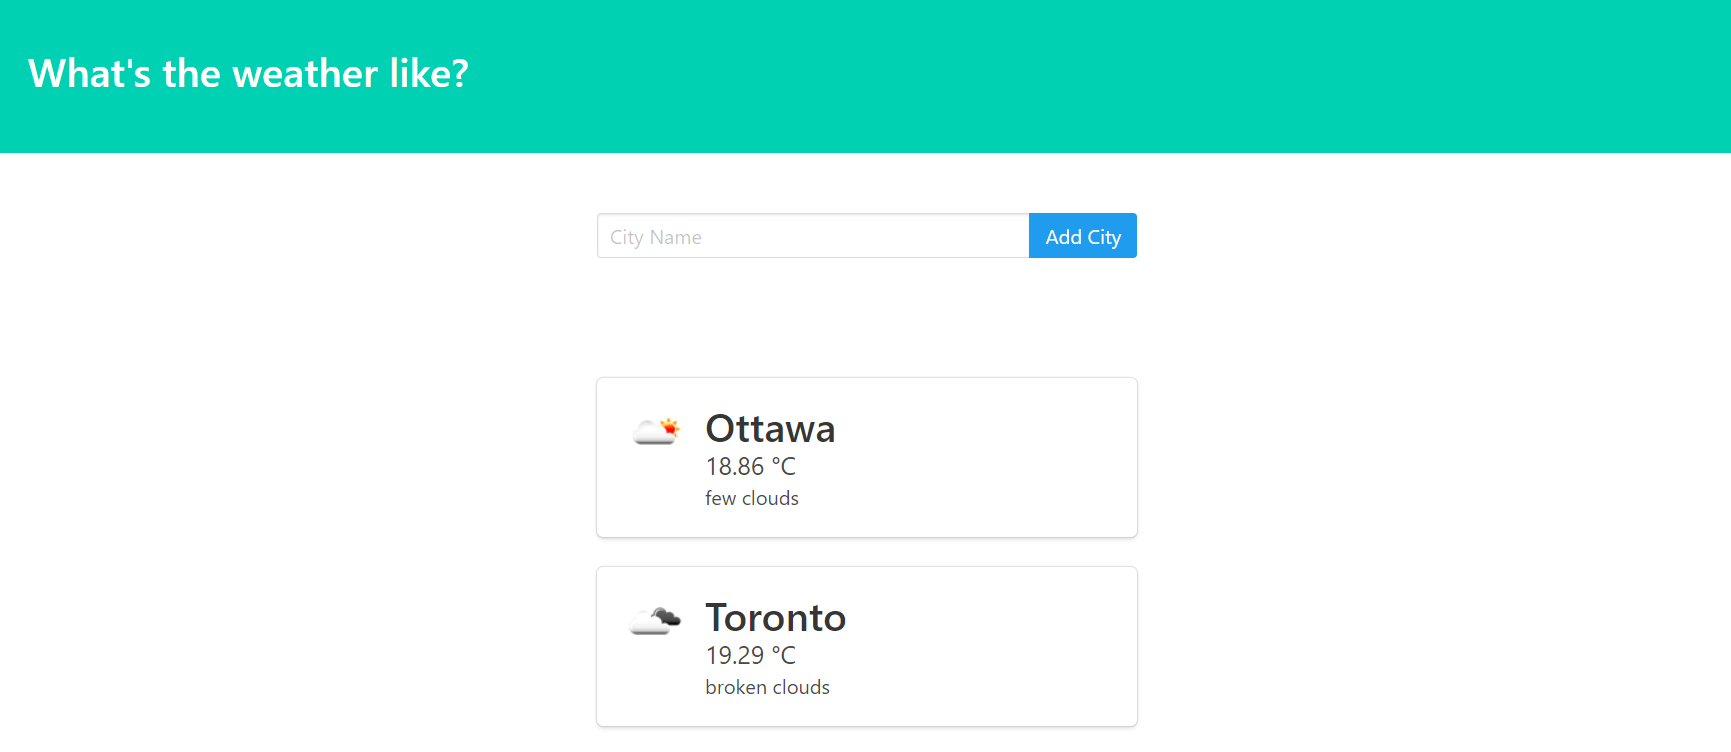 What's the weather like?
City Name
Add City
Ottawa
18.86 °C
few clouds
Toronto
19.29 °C
broken clouds